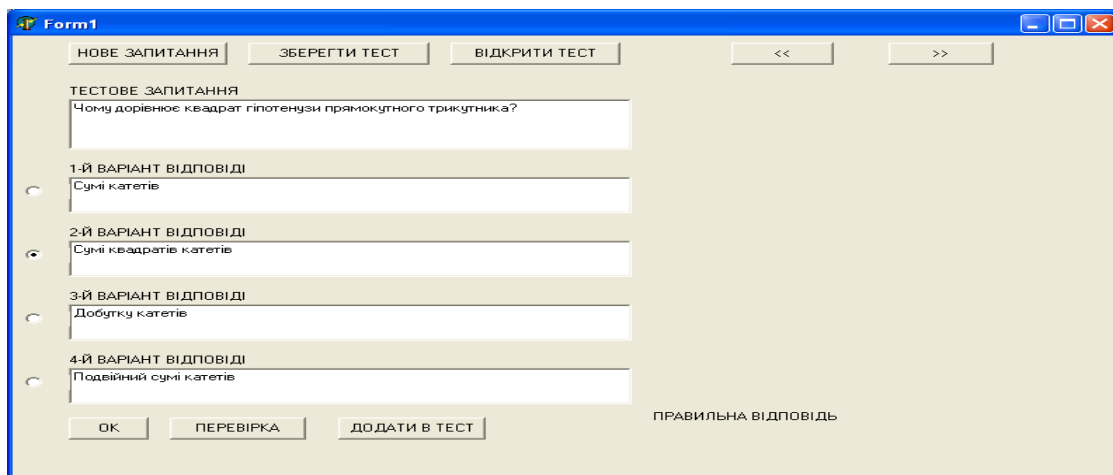 Form1
НОВЕ ЗАПИТАННЯ ЗБЕРЕГТИ ТЕСТ ВІДКРИТИ ТЕСТ << >>
ТЕСТОВЕ ЗАПИТАННЯ
Чому дорівнює квадрат гіпотенузи прямокутного трикутника?
1-Й ВАРІАНТ ВІДПОВІДІ
Сумі катетів
2-Й ВАРІАНТ ВІДПОВІДІ
Сумі квадратів катетів
3-Й ВАРІАНТ ВІДПОВІДІ
Добутку катетів
4-Й ВАРІАНТ ВІДПОВІДІ
Подвійний сумі катетів
ПРАВИЛЬНА ВІДПОВІДЬ
ОК ПЕРЕВІРКА ДОДАТИ В ТЕСТ